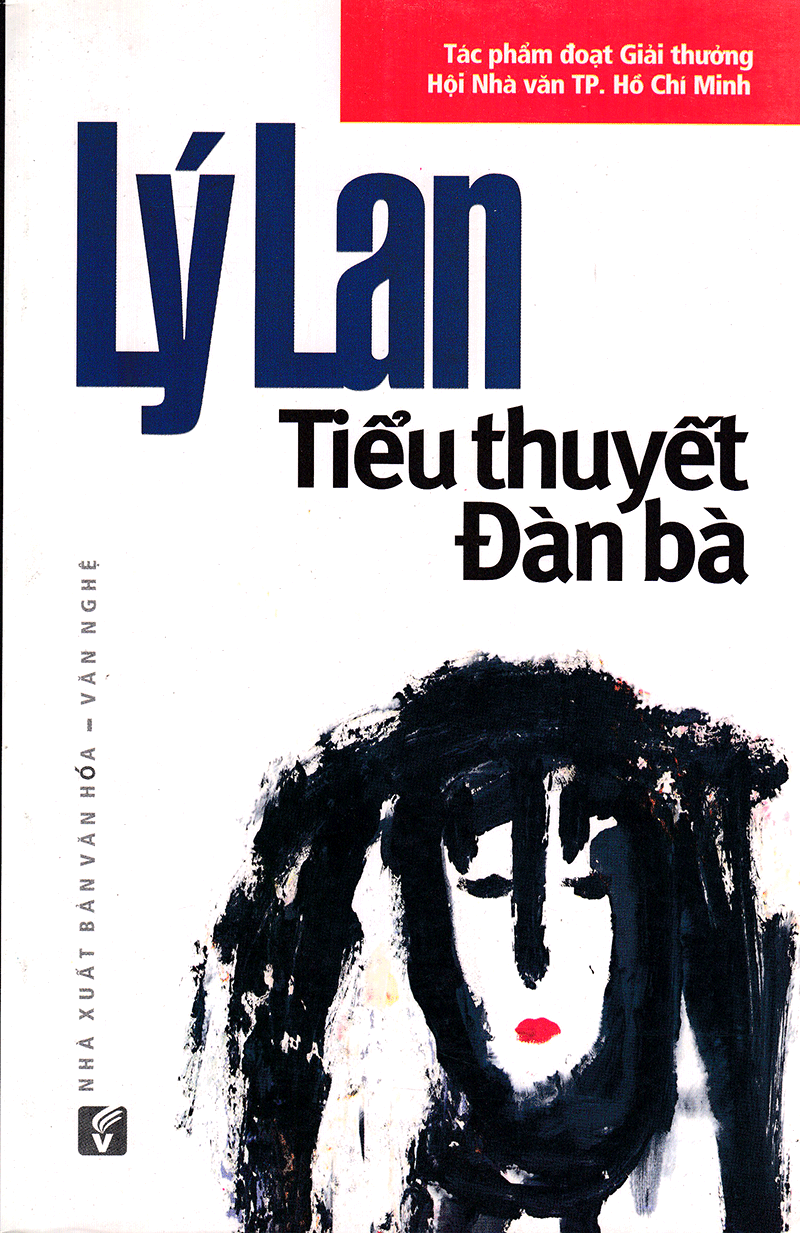 Tác phẩm đoạt Giải thưởng
Hội Nhà văn TP. Hồ Chí Minh
Lý Lan
Tiểu thuyết
Đàn bà
NHÀ XUẤT BẢN VĂN HÓA – VĂN NGHỆ
V